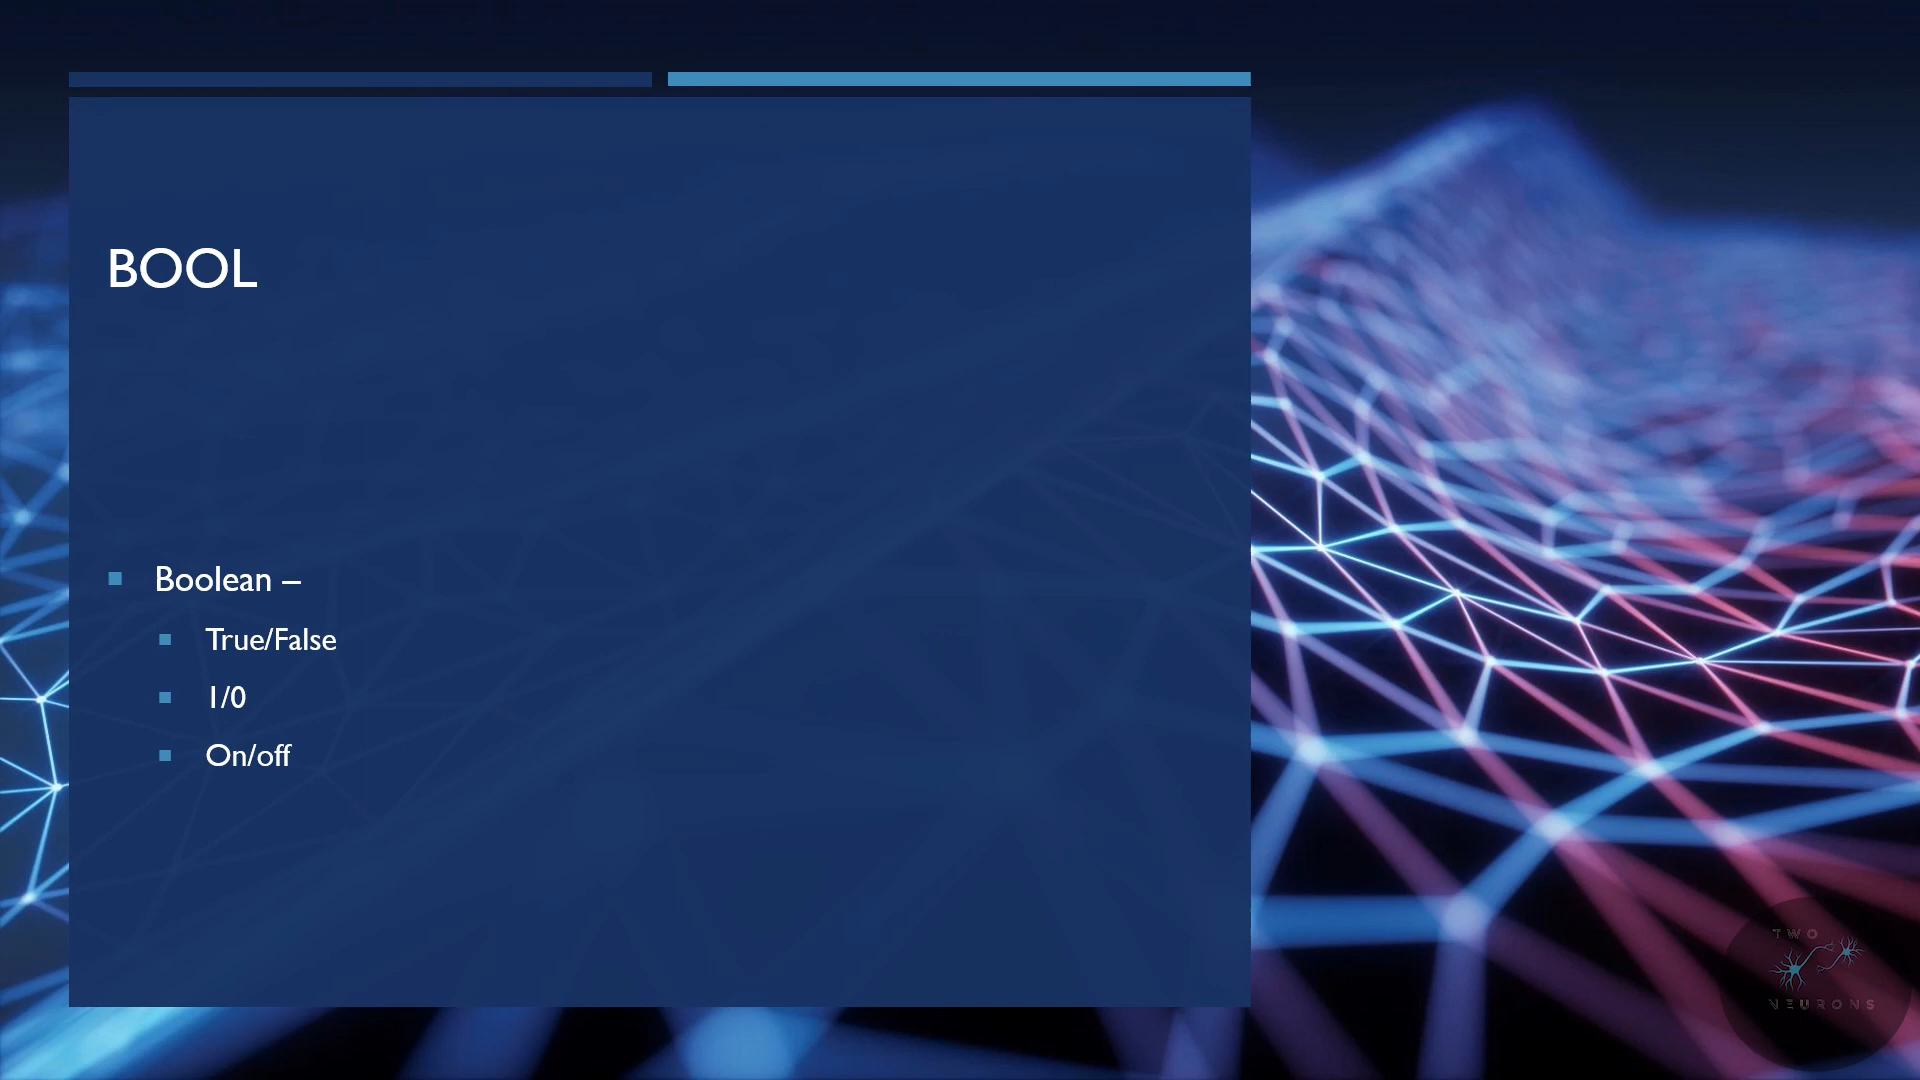 BOOL
Boolean –
True/False
1/0
On/off
TWO
NEURONS